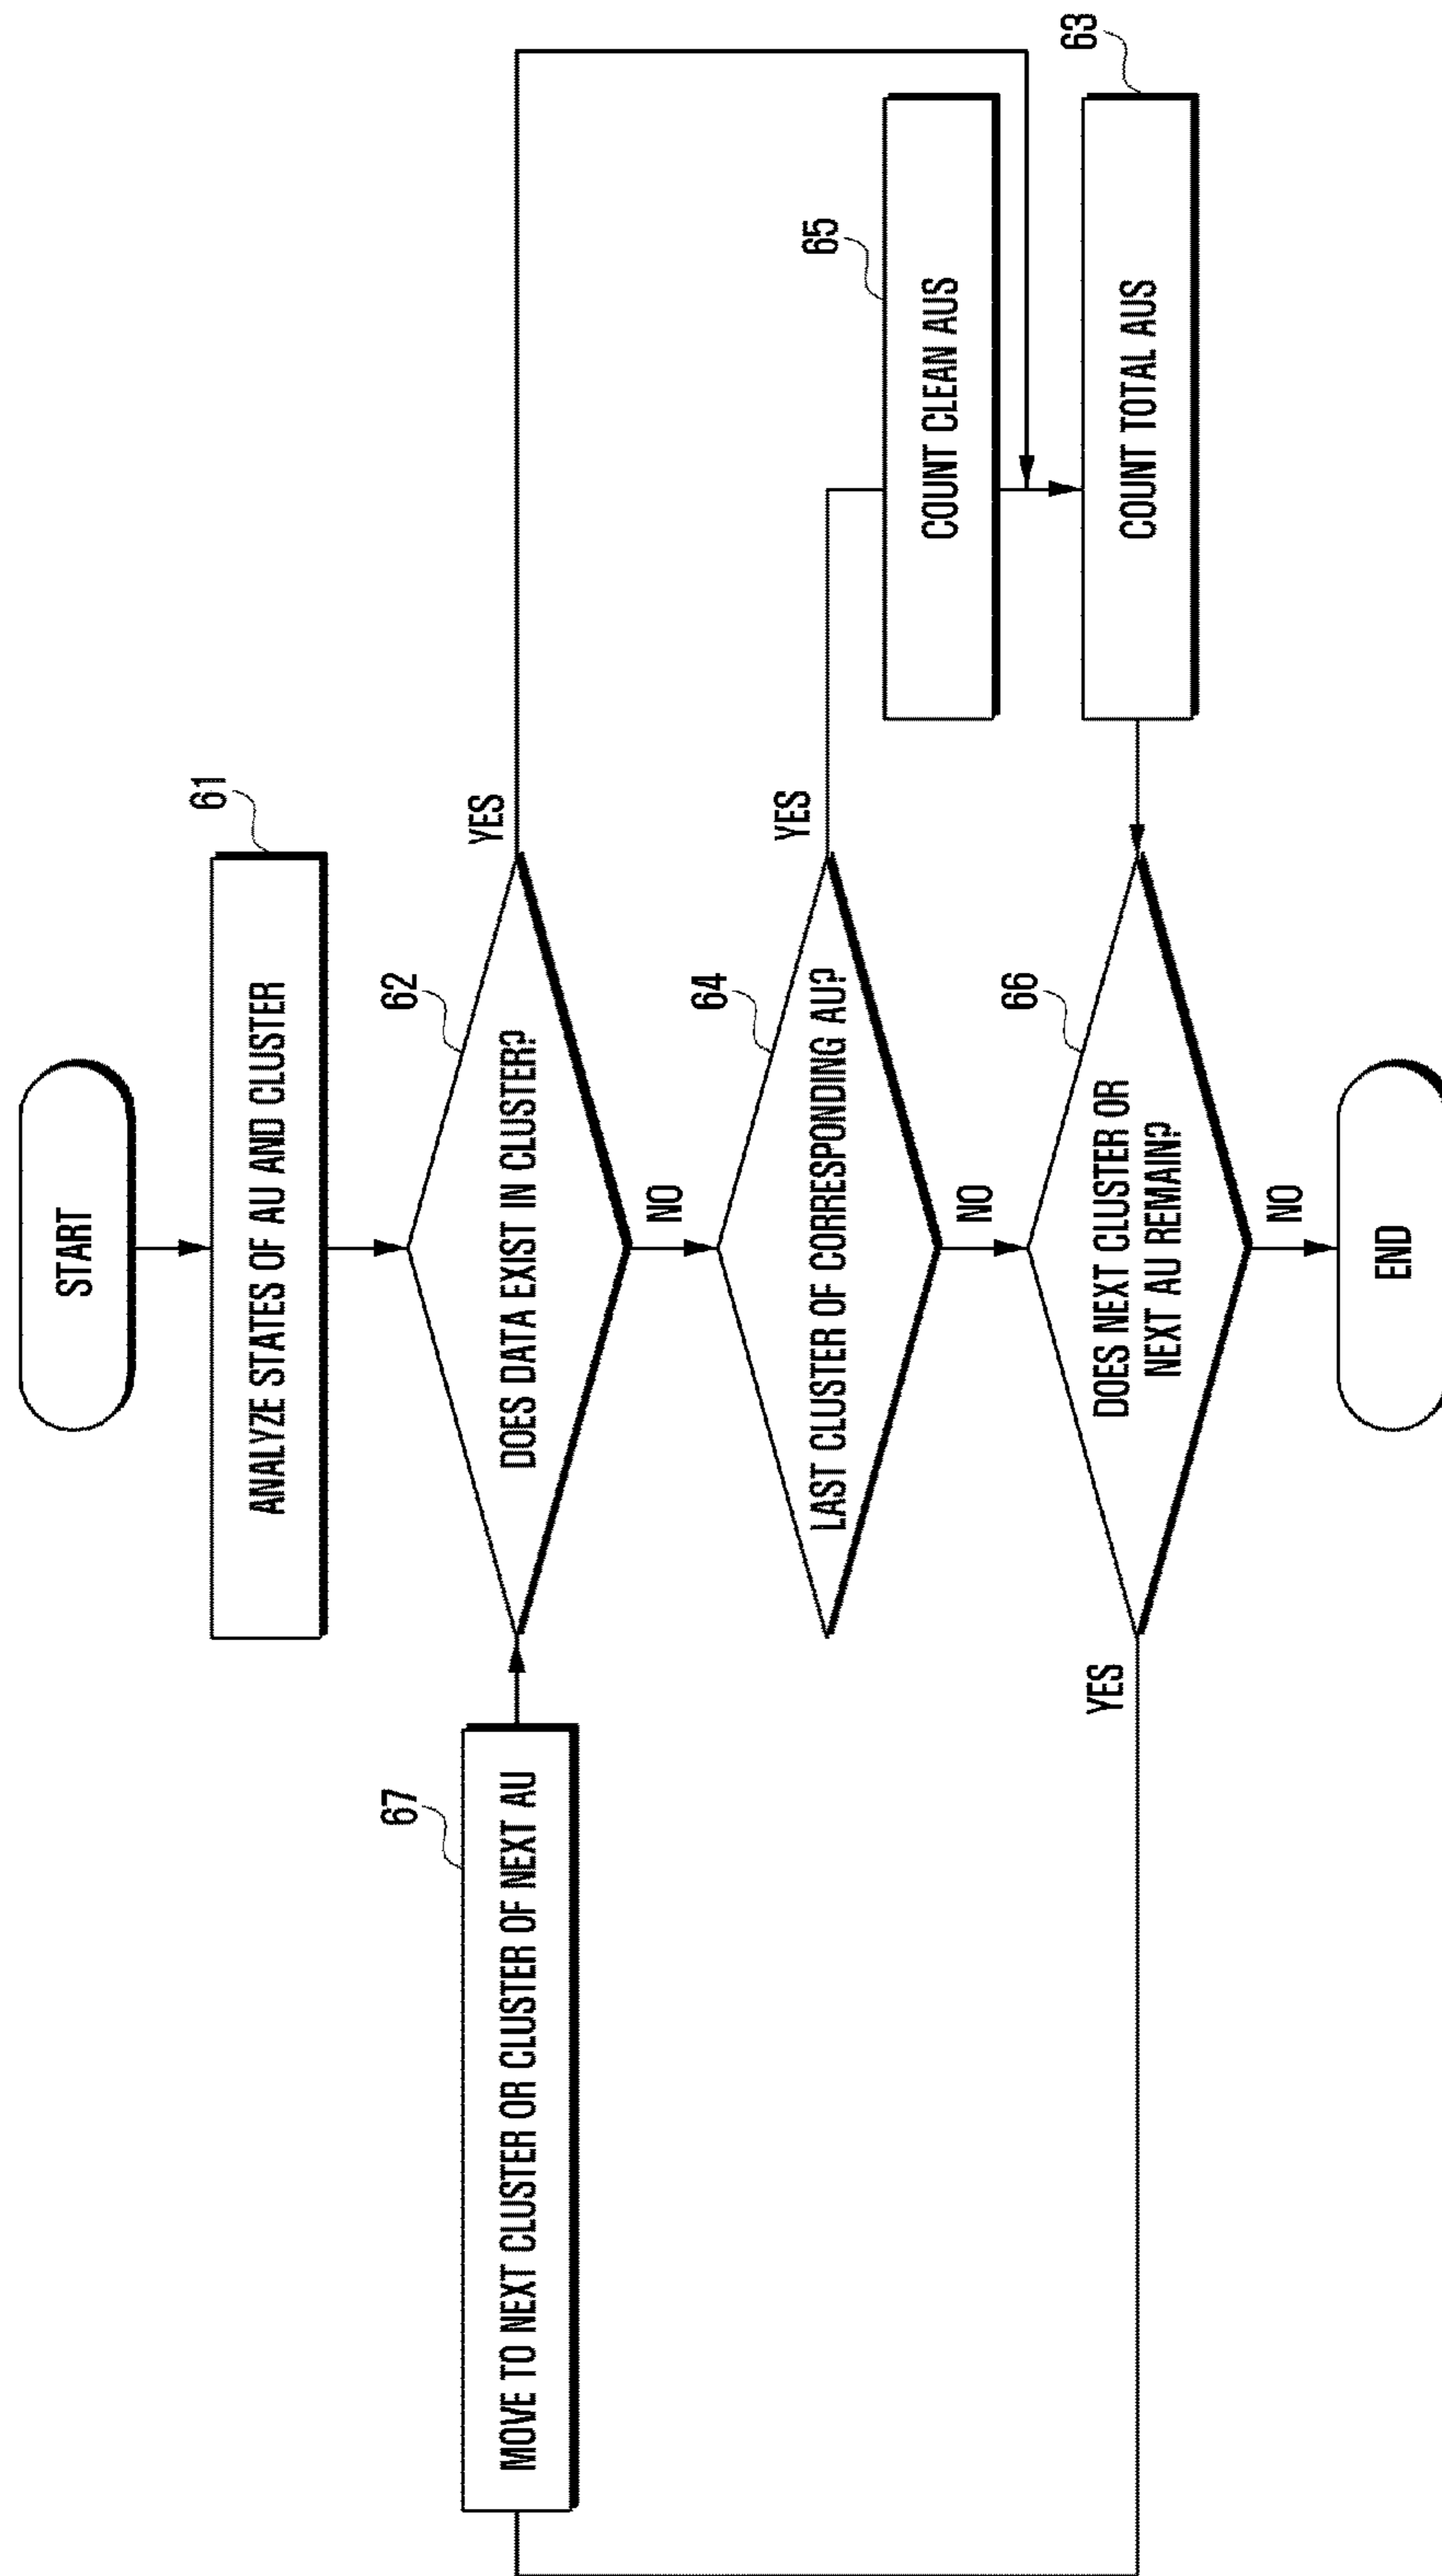 START
61
ANALYZE STATES OF AU AND CLUSTER
67
MOVE TO NEXT CLUSTER OR CLUSTER OF NEXT AU
62
DOES DATA EXIST IN CLUSTER?
YES
NO
64
LAST CLUSTER OF CORRESPONDING AU?
YES
65
COUNT CLEAN AUS
NO
66
DOES NEXT CLUSTER OR
NEXT AU REMAIN?
YES
63
COUNT TOTAL AUS
NO
END